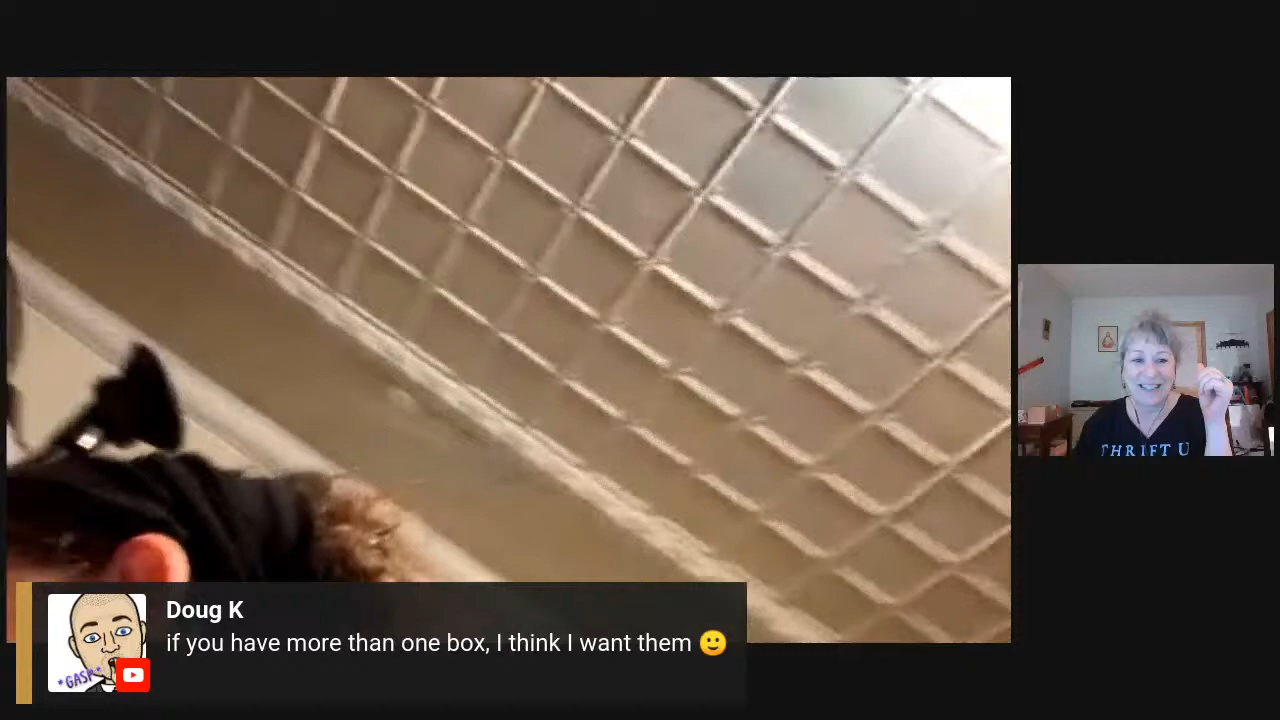 THRIFT U
Doug K
if you have more than one box, I think I want them 🙂
*GASP*